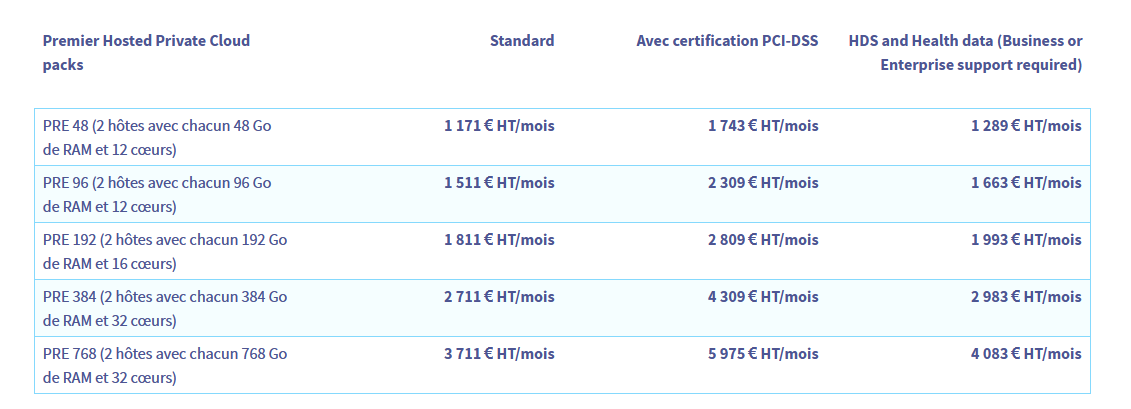 Premier Hosted Private Cloud packs
Standard
Avec certification PCI-DSS
HDS and Health data (Business or Enterprise support required)
PRE 48 (2 hôtes avec chacun 48 Go de RAM et 12 cœurs)
1 171 € HT/mois
1 743 € HT/mois
1 289 € HT/mois
PRE 96 (2 hôtes avec chacun 96 Go de RAM et 12 cœurs)
1 511 € HT/mois
2 309 € HT/mois
1 663 € HT/mois
PRE 192 (2 hôtes avec chacun 192 Go de RAM et 16 cœurs)
1 811 € HT/mois
2 809 € HT/mois
1 993 € HT/mois
PRE 384 (2 hôtes avec chacun 384 Go de RAM et 32 cœurs)
2 711 € HT/mois
4 309 € HT/mois
2 983 € HT/mois
PRE 768 (2 hôtes avec chacun 768 Go de RAM et 32 cœurs)
3 711 € HT/mois
5 975 € HT/mois
4 083 € HT/mois